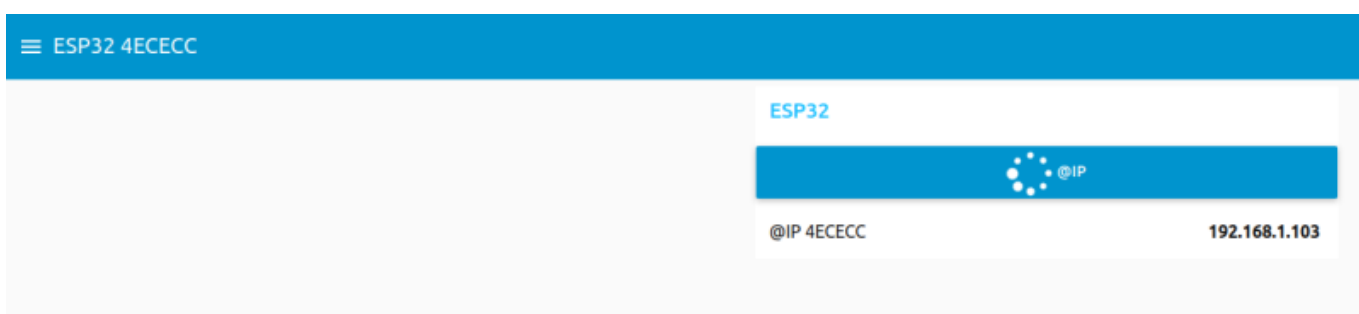 ESP32 4ECECC
ESP32
@IP
@IP 4ECECC 192.168.1.103